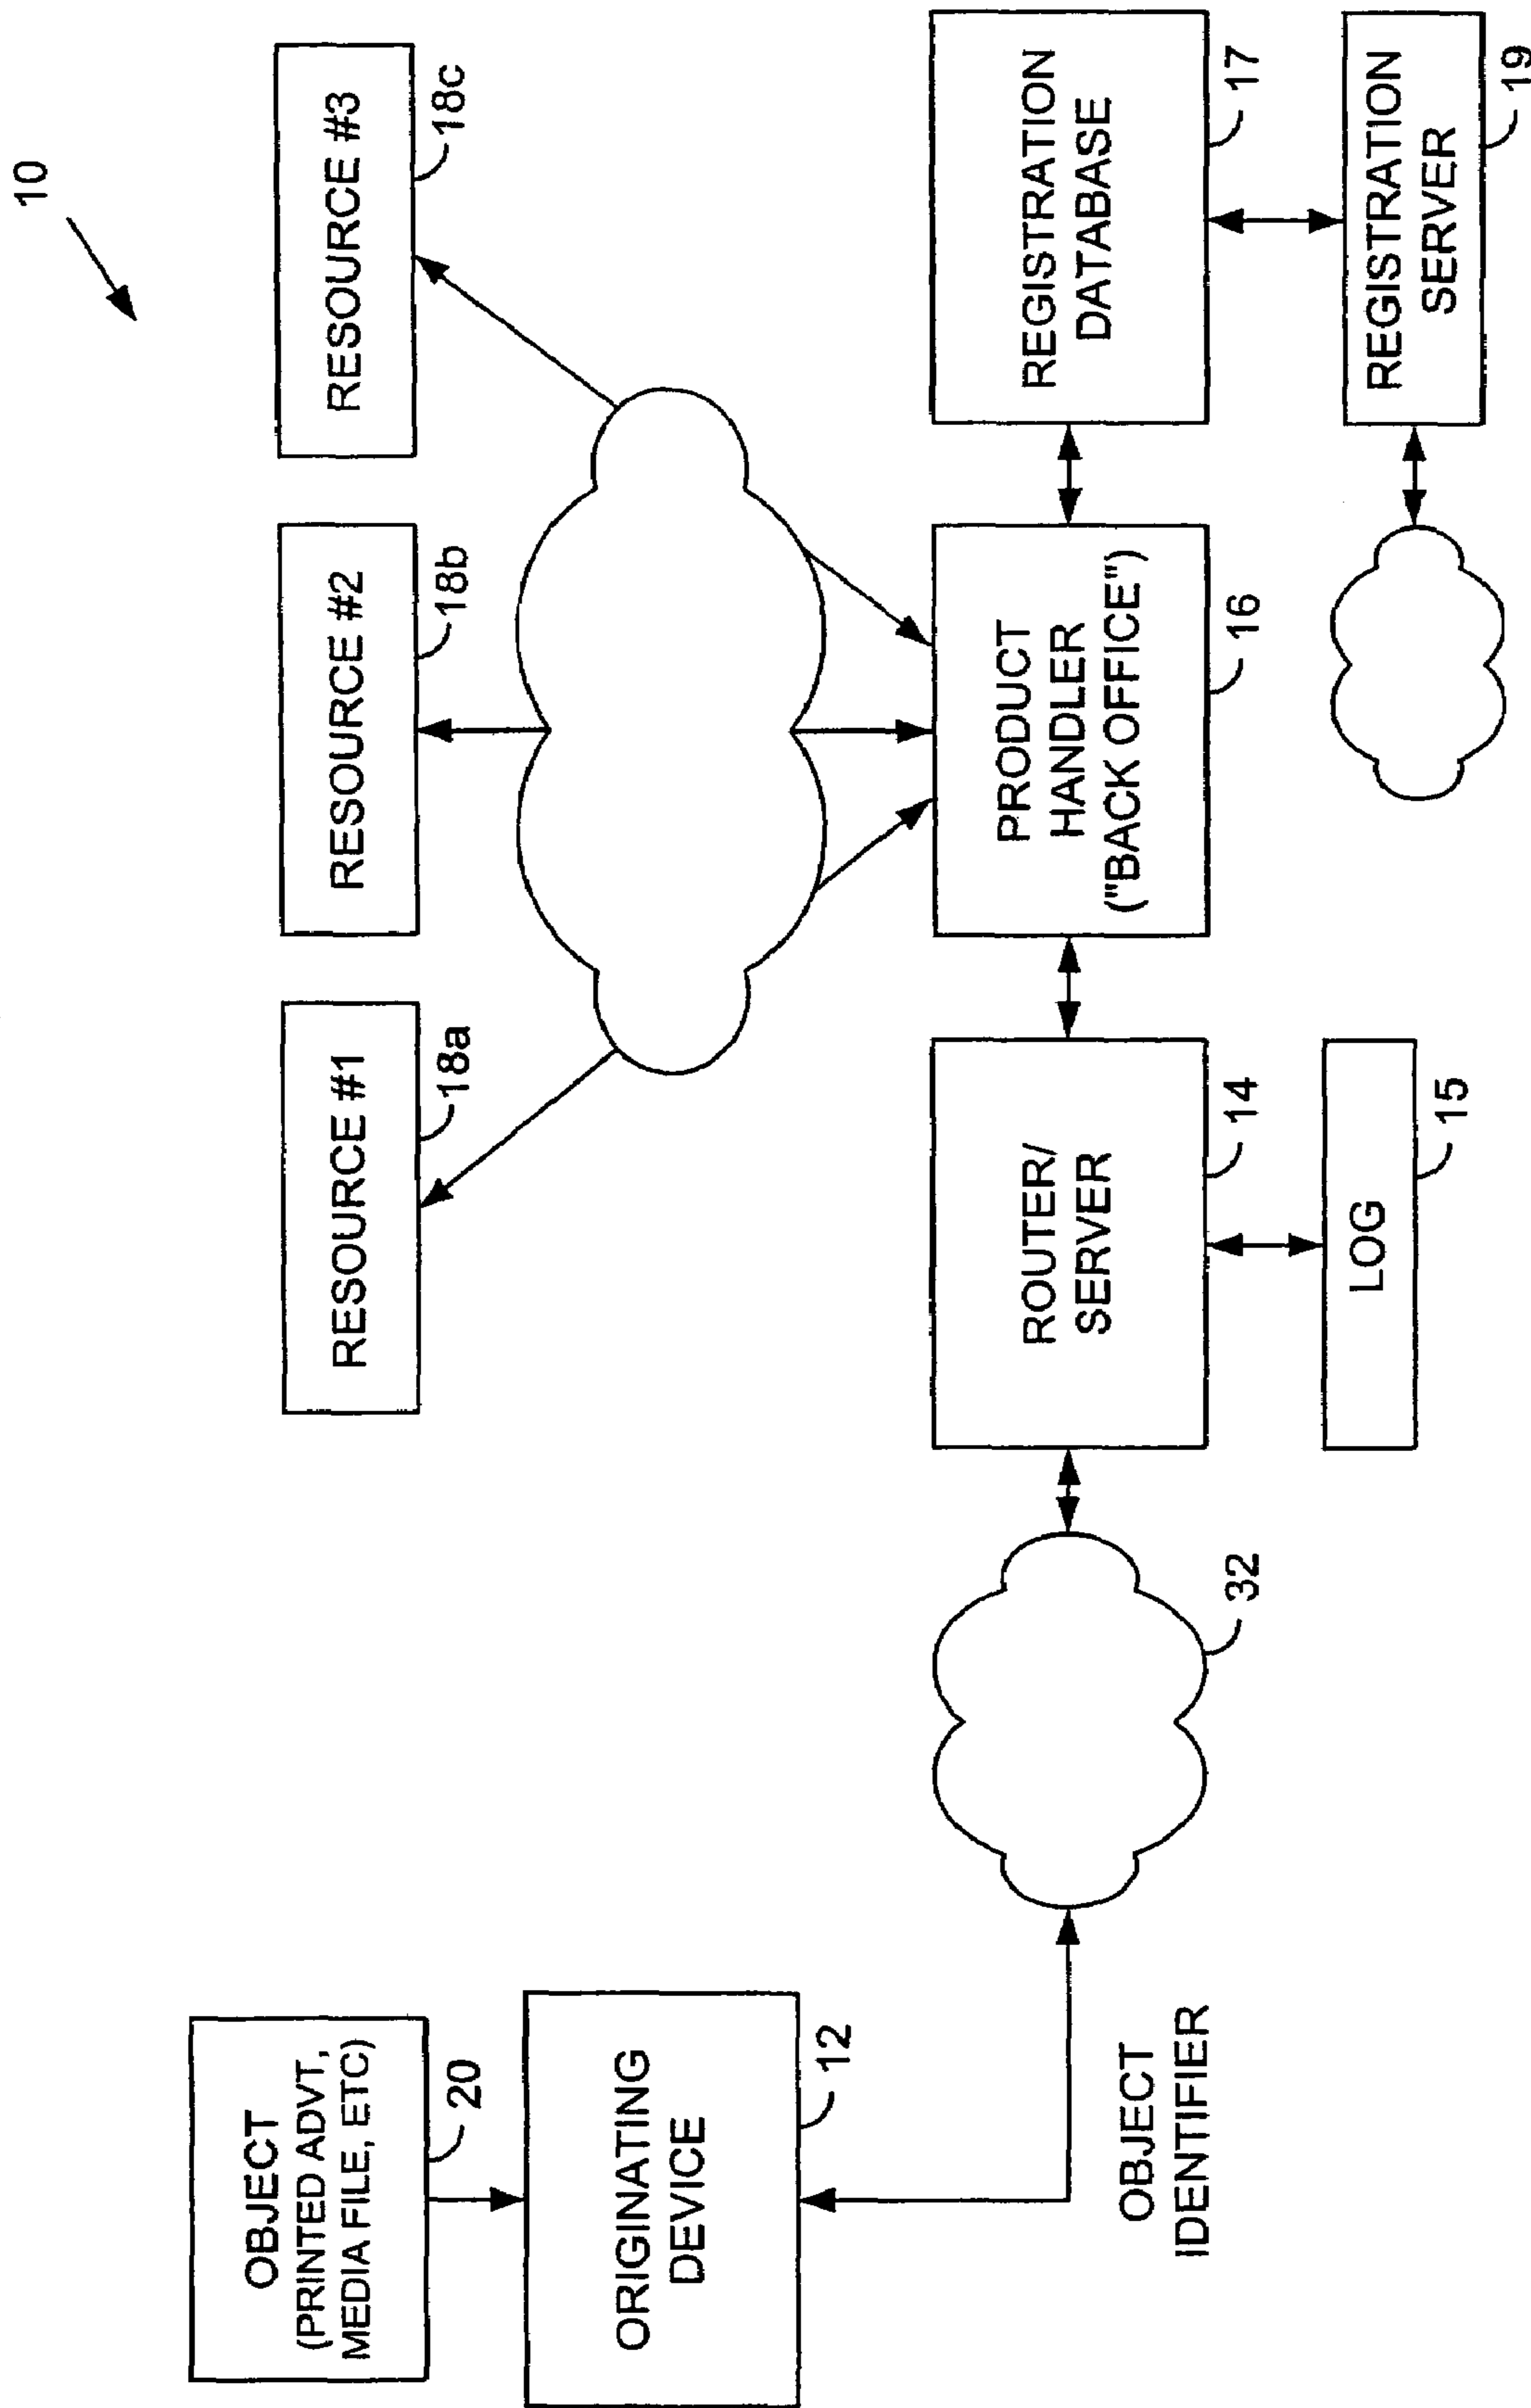 10
RESOURCE #1
18a
RESOURCE #2
18b
RESOURCE #3
18c
OBJECT
(PRINTED ADVT,
MEDIA FILE, ETC)
20
ORIGINATING
DEVICE
12
OBJECT
IDENTIFIER
32
ROUTER/
SERVER
14
LOG
15
PRODUCT
HANDLER
("BACK OFFICE")
16
REGISTRATION
DATABASE
17
REGISTRATION
SERVER
19